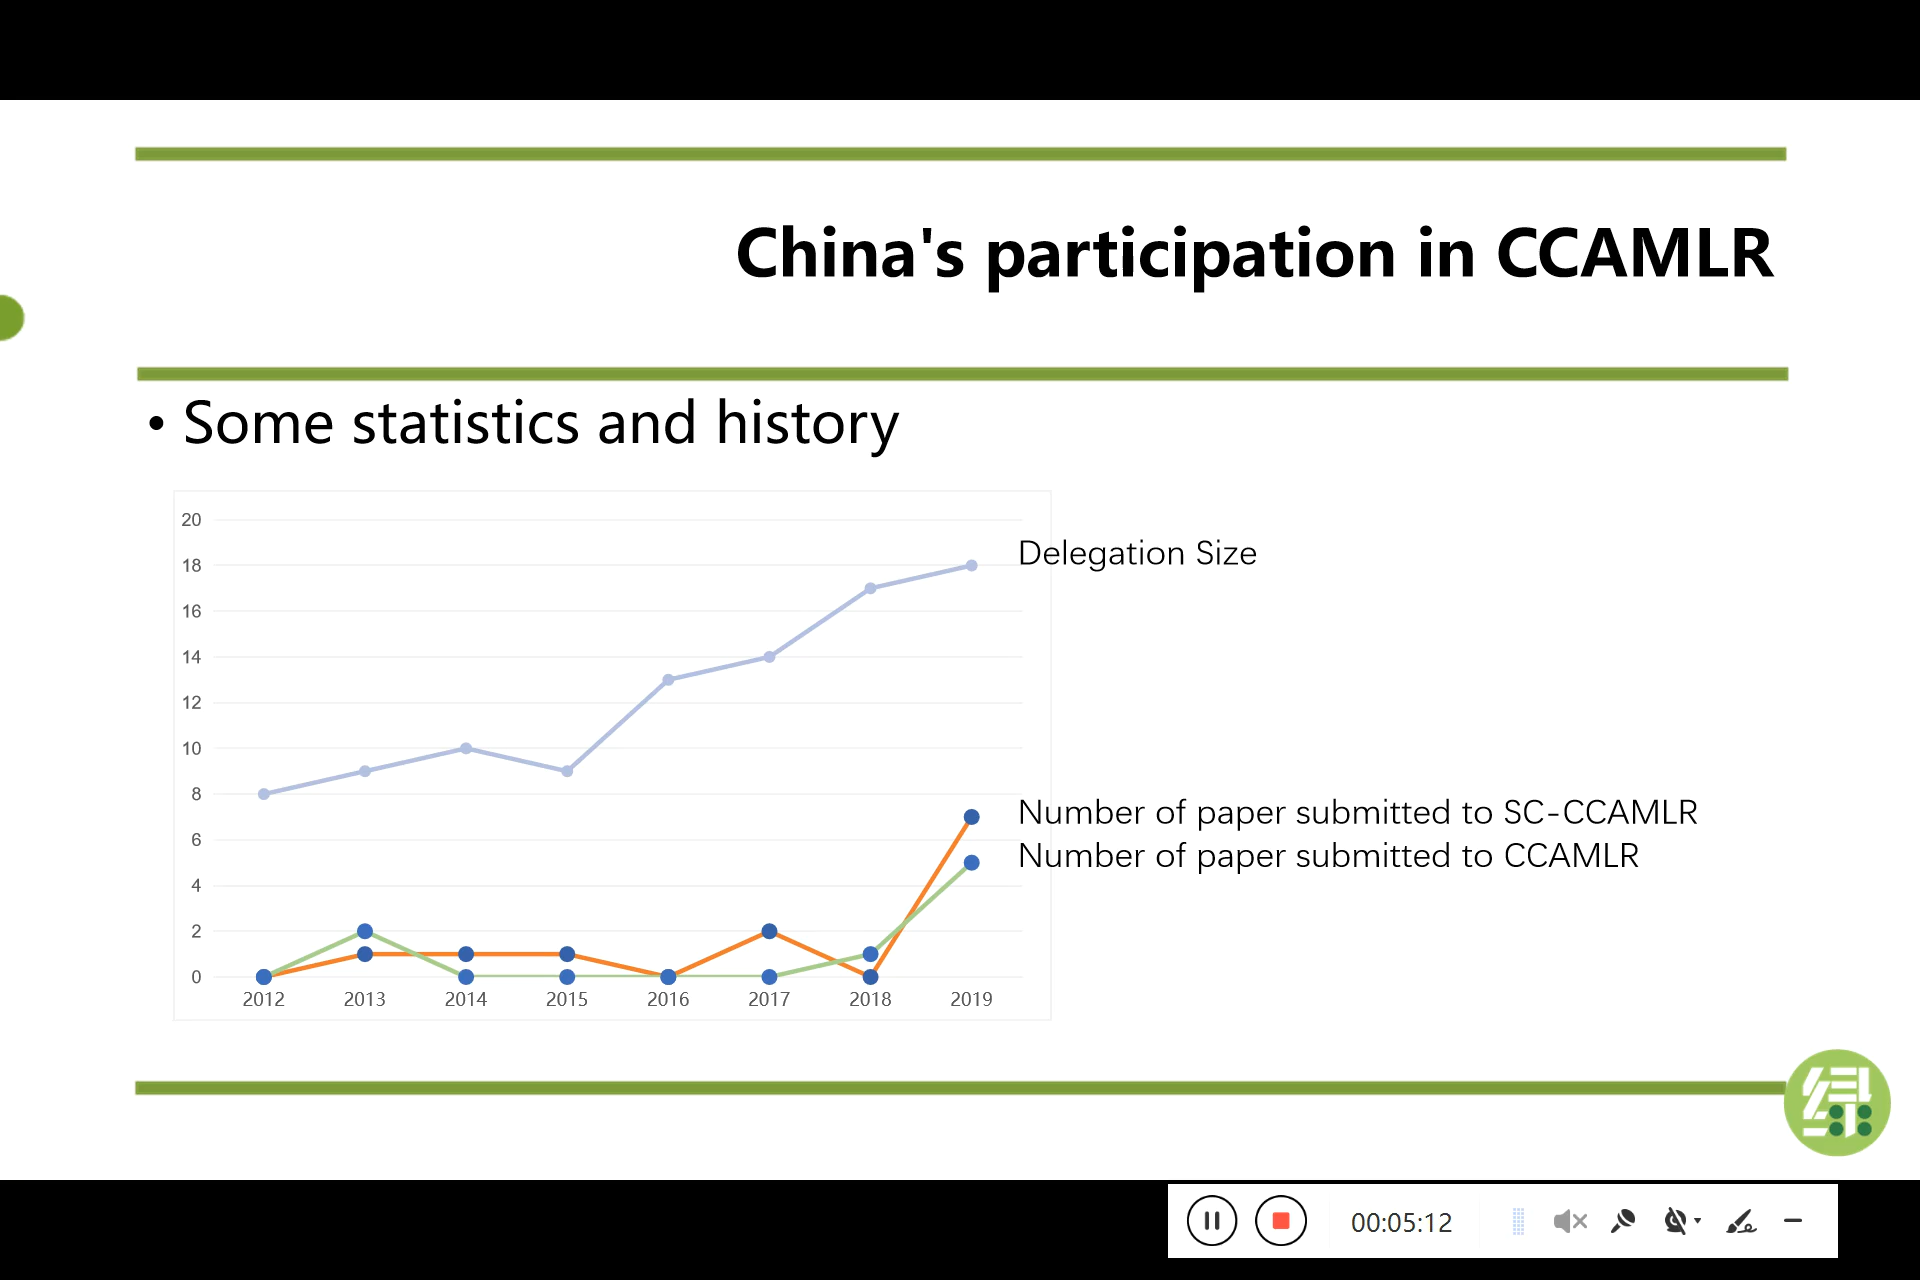 China's participation in CCAMLR
• Some statistics and history
20
18
16
14
12
10
8
6
4
2
0
2012 2013 2014 2015 2016 2017 2018 2019
Delegation Size
Number of paper submitted to SC-CCAMLR
Number of paper submitted to CCAMLR
绿
00:05:12